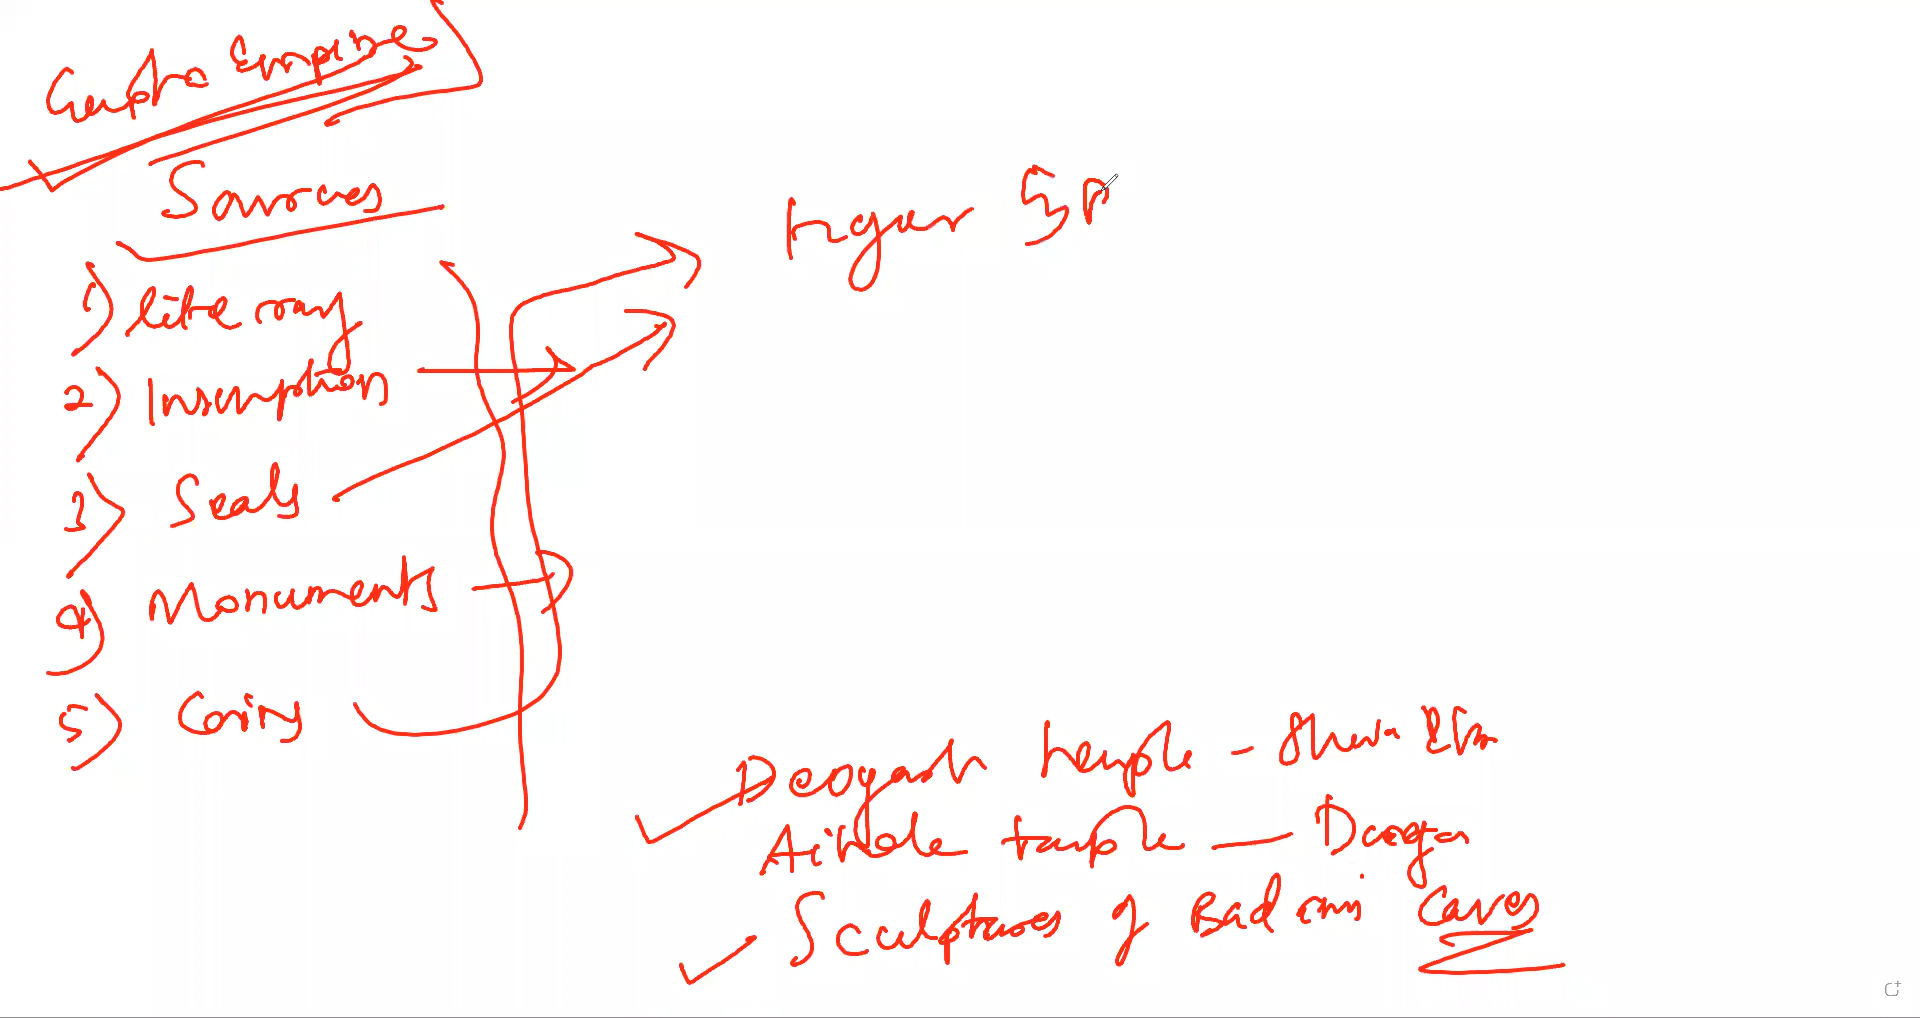 Gupta Empire
Sources
1) literary
2) Inscription
3) Seals
4) Monuments
5) Coins
Deogarh temple - Shiva &
Aihole temple — Durga
Sculptures of Badami Caves